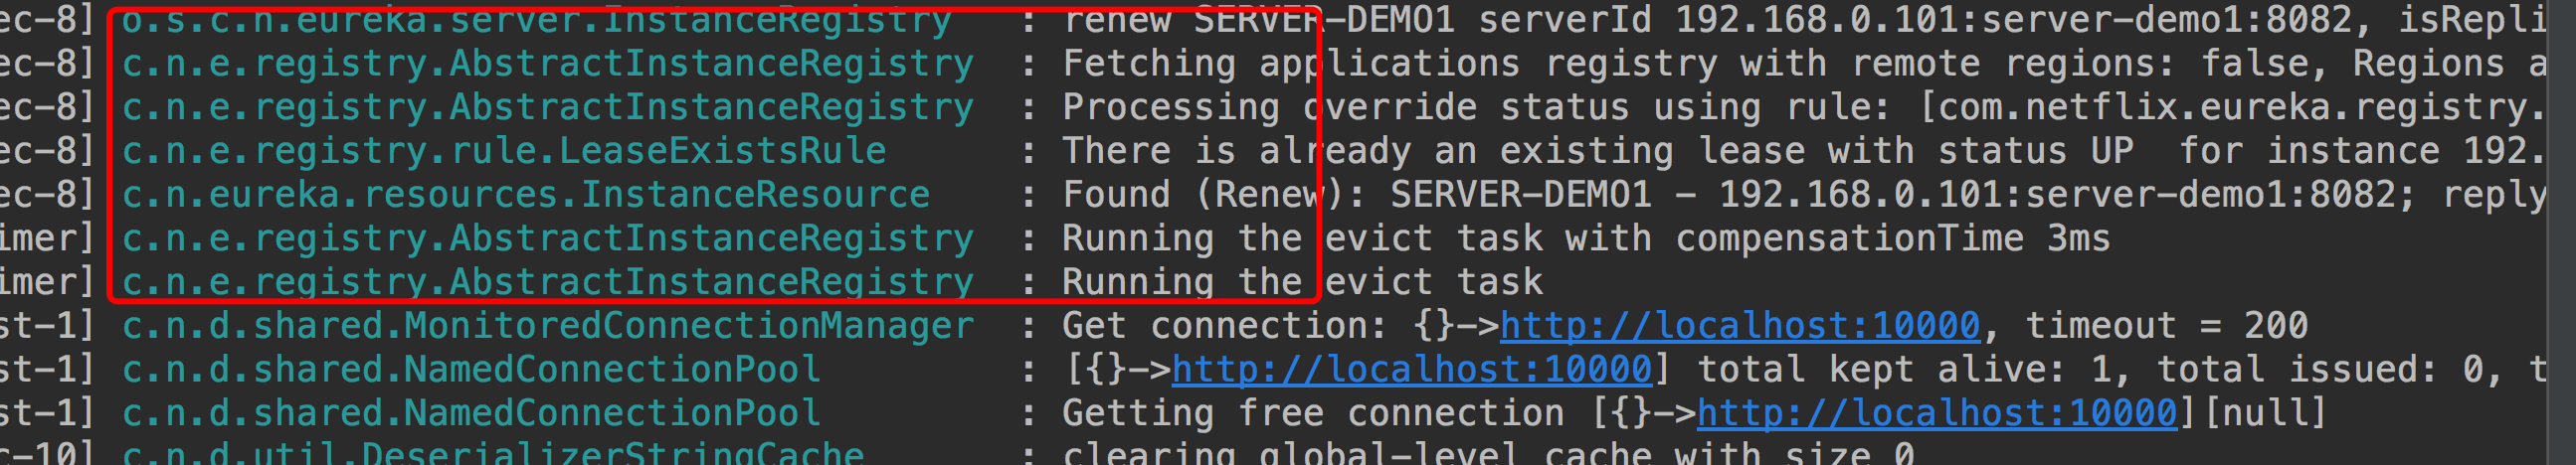 ec-8] o.s.c.n.eureka.server.InstanceRegistry : renew SERVER-DEMO1 serverId 192.168.0.101:server-demo1:8082, isRepli
ec-8] c.n.e.registry.AbstractInstanceRegistry : Fetching applications registry with remote regions: false, Regions a
ec-8] c.n.e.registry.AbstractInstanceRegistry : Processing override status using rule: [com.netflix.eureka.registry.
ec-8] c.n.e.registry.rule.LeaseExistsRule : There is already an existing lease with status UP  for instance 192.
ec-8] c.n.eureka.resources.InstanceResource : Found (Renew): SERVER-DEMO1 - 192.168.0.101:server-demo1:8082; reply
imer] c.n.e.registry.AbstractInstanceRegistry : Running the evict task with compensationTime 3ms
imer] c.n.e.registry.AbstractInstanceRegistry : Running the evict task
st-1] c.n.d.shared.MonitoredConnectionManager : Get connection: {}->http://localhost:10000, timeout = 200
st-1] c.n.d.shared.NamedConnectionPool : [{}->http://localhost:10000] total kept alive: 1, total issued: 0, t
st-1] c.n.d.shared.NamedConnectionPool : Getting free connection [{}->http://localhost:10000][null]
c-10] c.n.d.util.DeserializerStringCache : clearing global-level cache with size 0